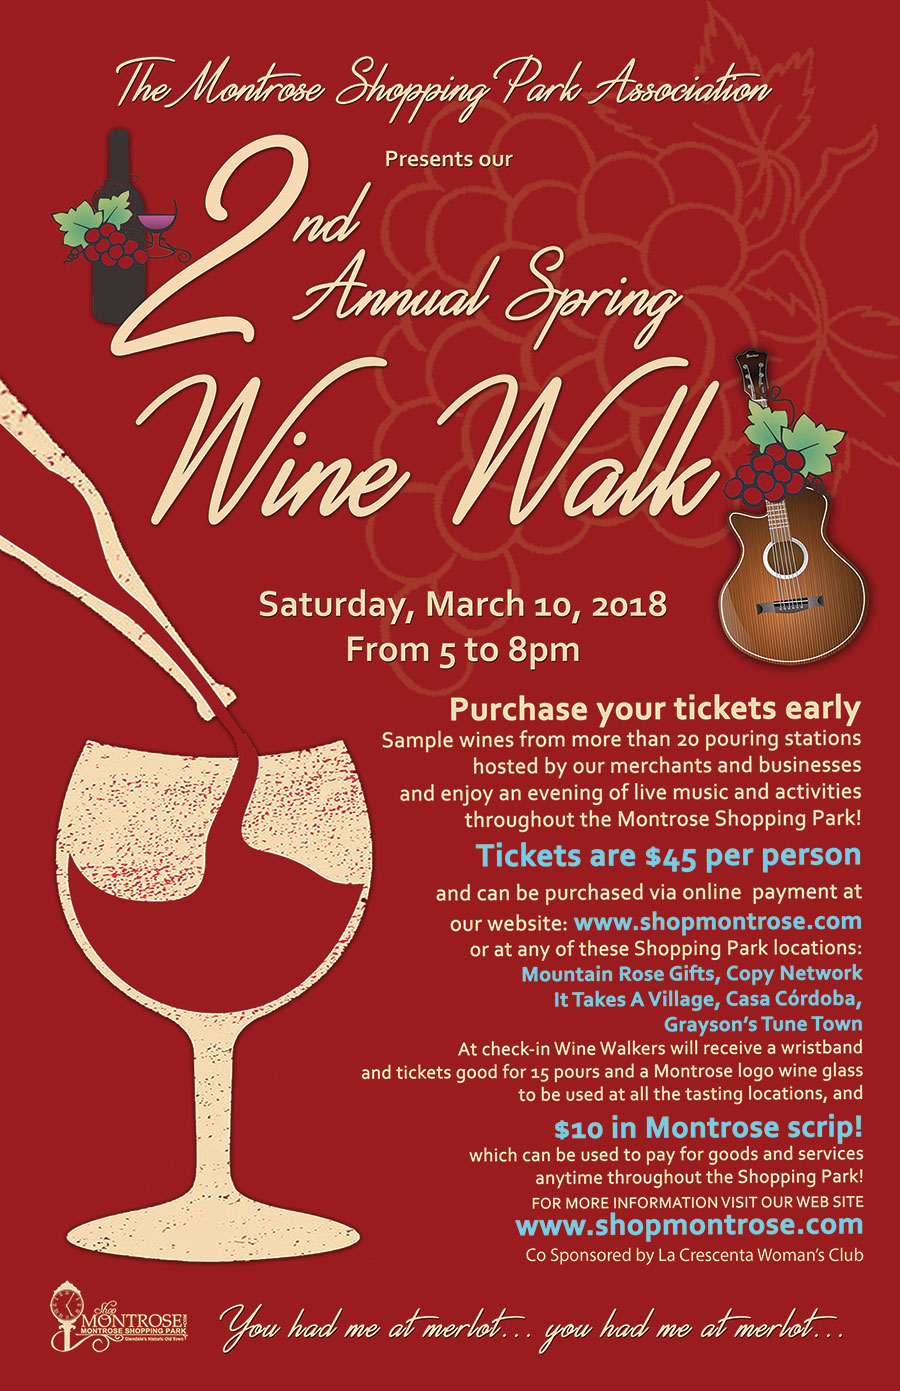 The Montrose Shopping Park Association
Presents our
2nd
Annual Spring
Wine Walk
Saturday, March 10, 2018
From 5 to 8pm
Purchase your tickets early
Sample wines from more than 20 pouring stations
hosted by our merchants and businesses
and enjoy an evening of live music and activities
throughout the Montrose Shopping Park!
Tickets are $45 per person
and can be purchased via online payment at
our website: www.shopmontrose.com
or at any of these Shopping Park locations:
Mountain Rose Gifts, Copy Network
It Takes A Village, Casa Córdoba,
Grayson's Tune Town
At check-in Wine Walkers will receive a wristband
and tickets good for 15 pours and a Montrose logo wine glass
to be used at all the tasting locations, and
$10 in Montrose scrip!
which can be used to pay for goods and services
anytime throughout the Shopping Park!
FOR MORE INFORMATION VISIT OUR WEB SITE
www.shopmontrose.com
Co Sponsored by La Crescenta Woman's Club
Shop
MONTROSE
MONTROSE SHOPPING PARK
Glendale's Historic Old Town
You had me at merlot... you had me at merlot...